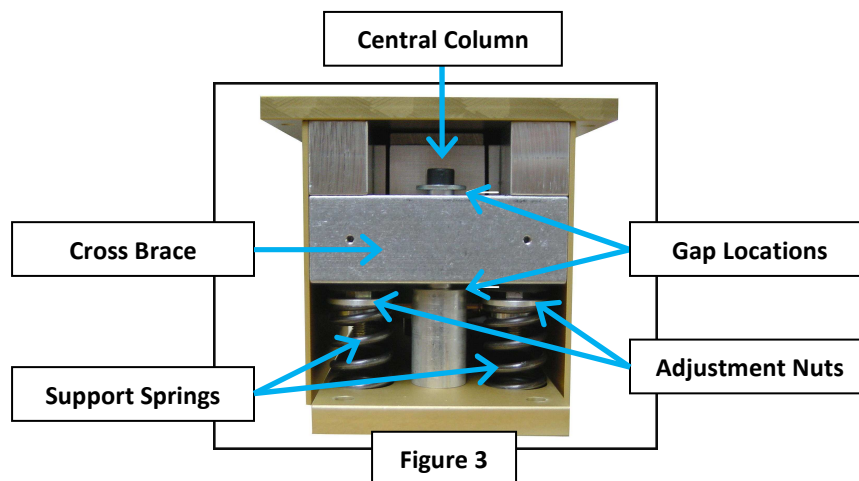 Central Column
Cross Brace
Gap Locations
Support Springs
Adjustment Nuts
Figure 3